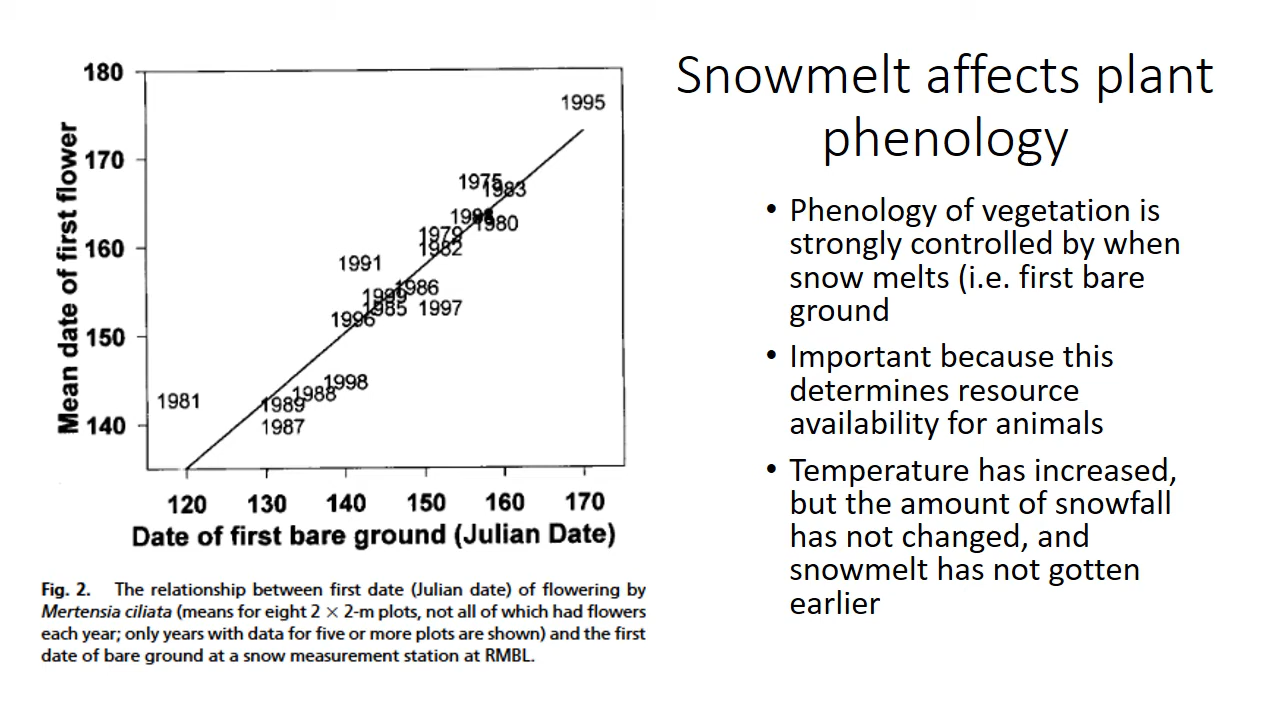 Snowmelt affects plant
phenology
180
170
160
150
140
Mean date of first flower
1995
1975
1983
1980
1979
1982
1991
1986
1985
1997
1996
1998
1988
1981
1989
1987
120 130 140 150 160 170
Date of first bare ground (Julian Date)
Fig. 2. The relationship between first date (Julian date) of flowering by
Mertensia ciliata (means for eight 2 × 2-m plots, not all of which had flowers
each year; only years with data for five or more plots are shown) and the first
date of bare ground at a snow measurement station at RMBL.
• Phenology of vegetation is
strongly controlled by when
snow melts (i.e. first bare
ground
• Important because this
determines resource
availability for animals
• Temperature has increased,
but the amount of snowfall
has not changed, and
snowmelt has not gotten
earlier